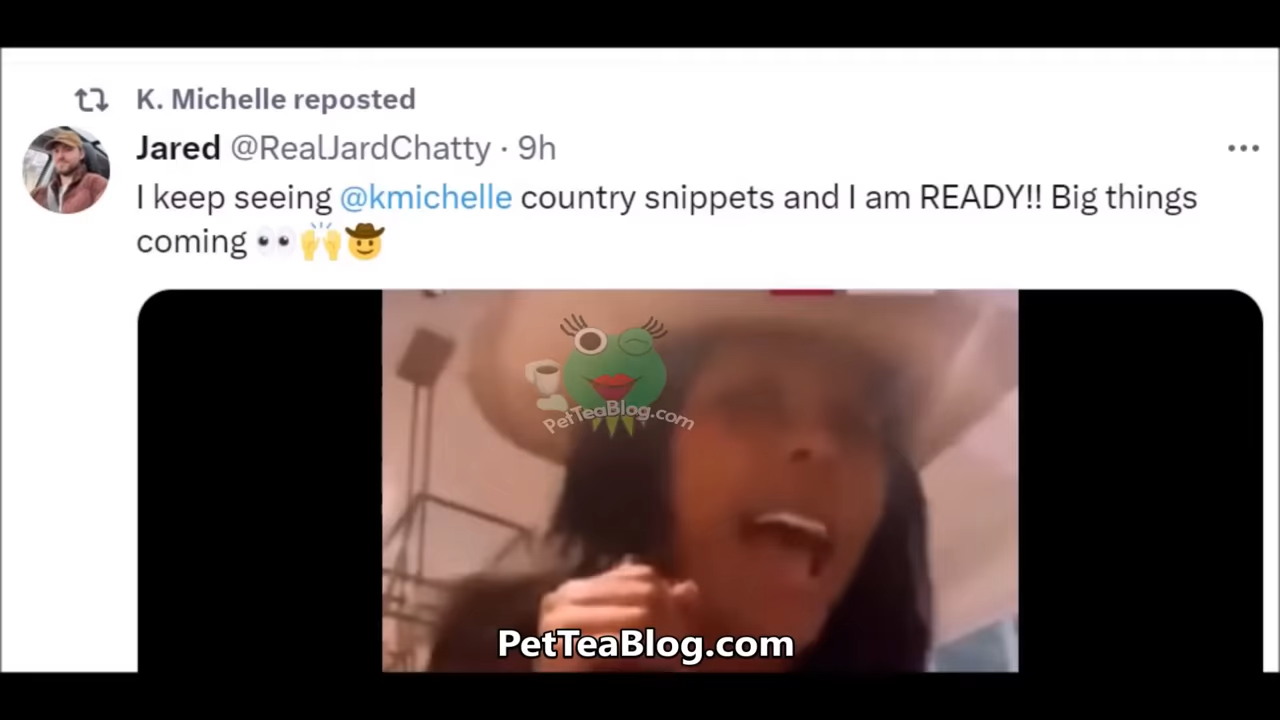 K. Michelle reposted
Jared @RealJardChatty · 9h
I keep seeing @kmichelle country snippets and I am READY!! Big things
coming 👀🙌🤠
PetTeaBlog.com
PetTeaBlog.com